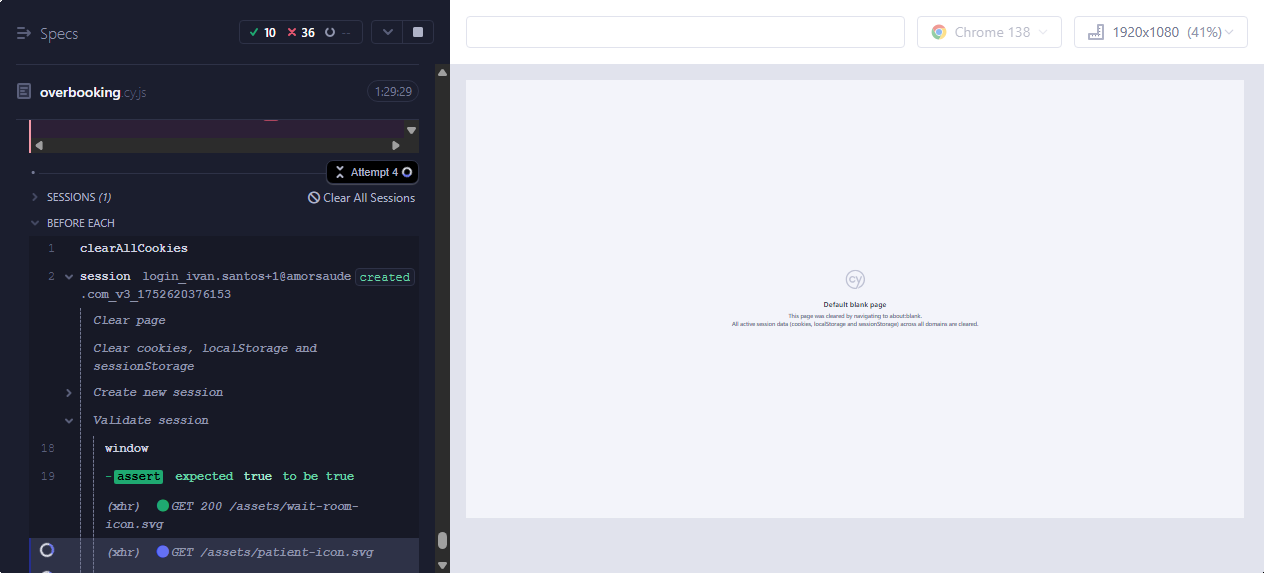 Specs
10 36 --
Chrome 138
1920x1080 (41%)
overbooking.cy.js
1:29:29
Attempt 4
SESSIONS (1)
Clear All Sessions
BEFORE EACH
1 clearAllCookies
2 session login_ivan.santos+1@amorsaude created
.com_v3_1752620376153
Clear page
Clear cookies, localStorage and
sessionStorage
Create new session
Validate session
18 window
19 -assert expected true to be true
(xhr) GET 200 /assets/wait-room-
icon.svg
(xhr) GET /assets/patient-icon.svg
cy
Default blank page
This page was cleared by navigating to about:blank.
All active session data (cookies, localStorage and sessionStorage) across all domains are cleared.